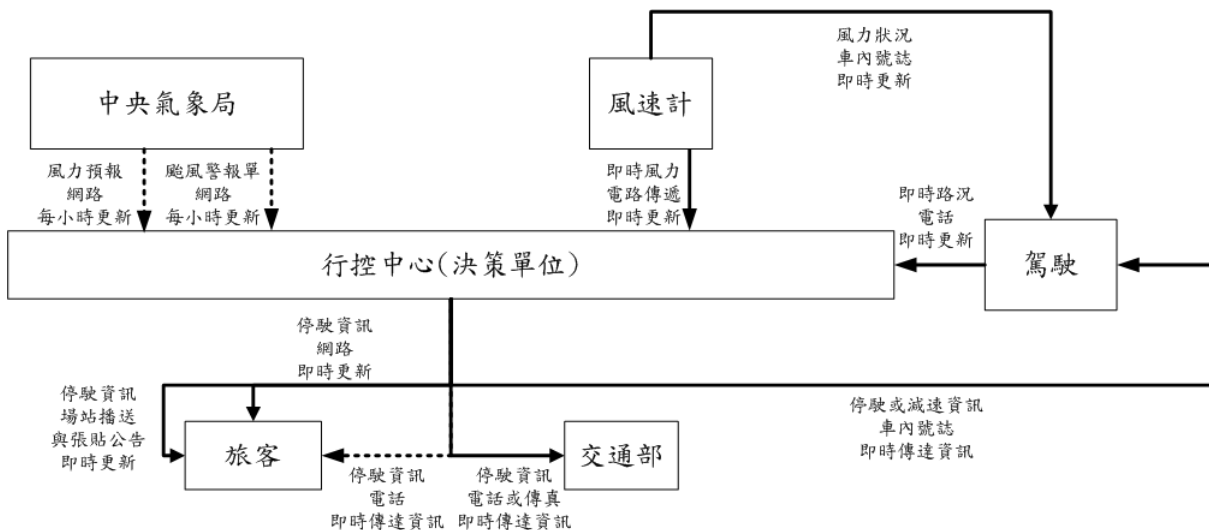 中央氣象局
風速計
風力狀況
車內號誌
即時更新
風力預報
網路
每小時更新
颱風警報單
網路
每小時更新
即時風力
電路傳遞
即時更新
即時路況
電話
即時更新
行控中心(決策單位)
駕駛
停駛資訊
網路
即時更新
停駛資訊
場站播送
與張貼公告
即時更新
旅客
交通部
停駛或減速資訊
車內號誌
即時傳達資訊
停駛資訊
電話
即時傳達資訊
停駛資訊
電話或傳真
即時傳達資訊